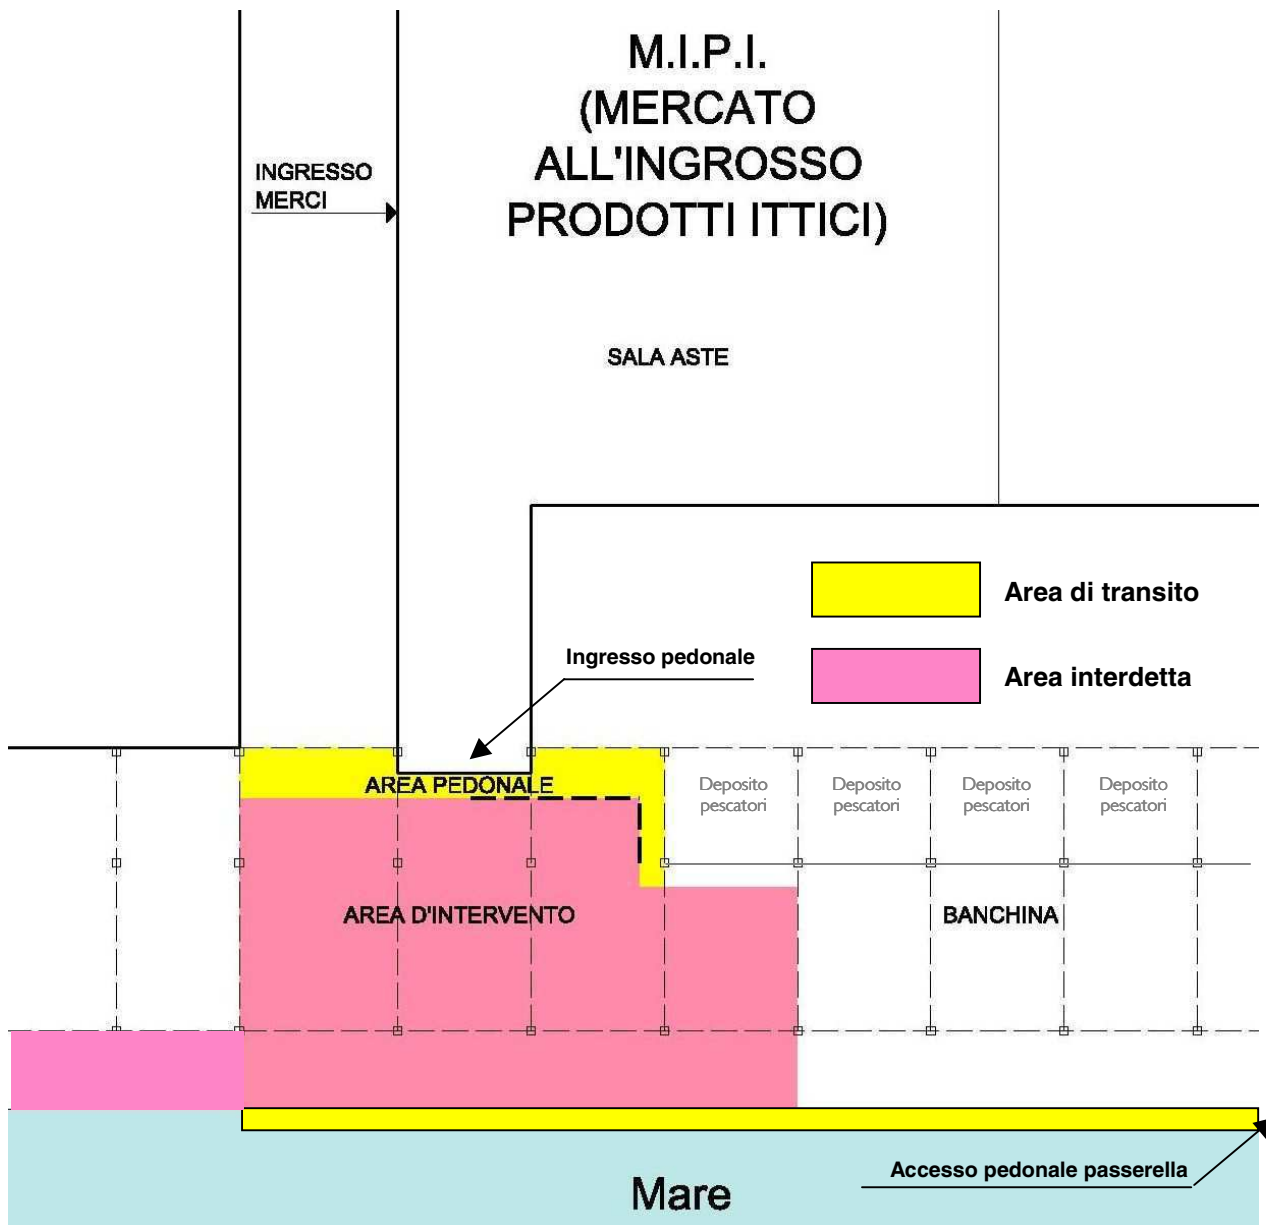 M.I.P.I.
(MERCATO
ALL'INGROSSO
PRODOTTI ITTICI)
INGRESSO
MERCI
SALA ASTE
Area di transito
Ingresso pedonale
Area interdetta
AREA PEDONALE
Deposito
pescatori
Deposito
pescatori
Deposito
pescatori
Deposito
pescatori
AREA D'INTERVENTO
BANCHINA
Accesso pedonale passerella
Mare